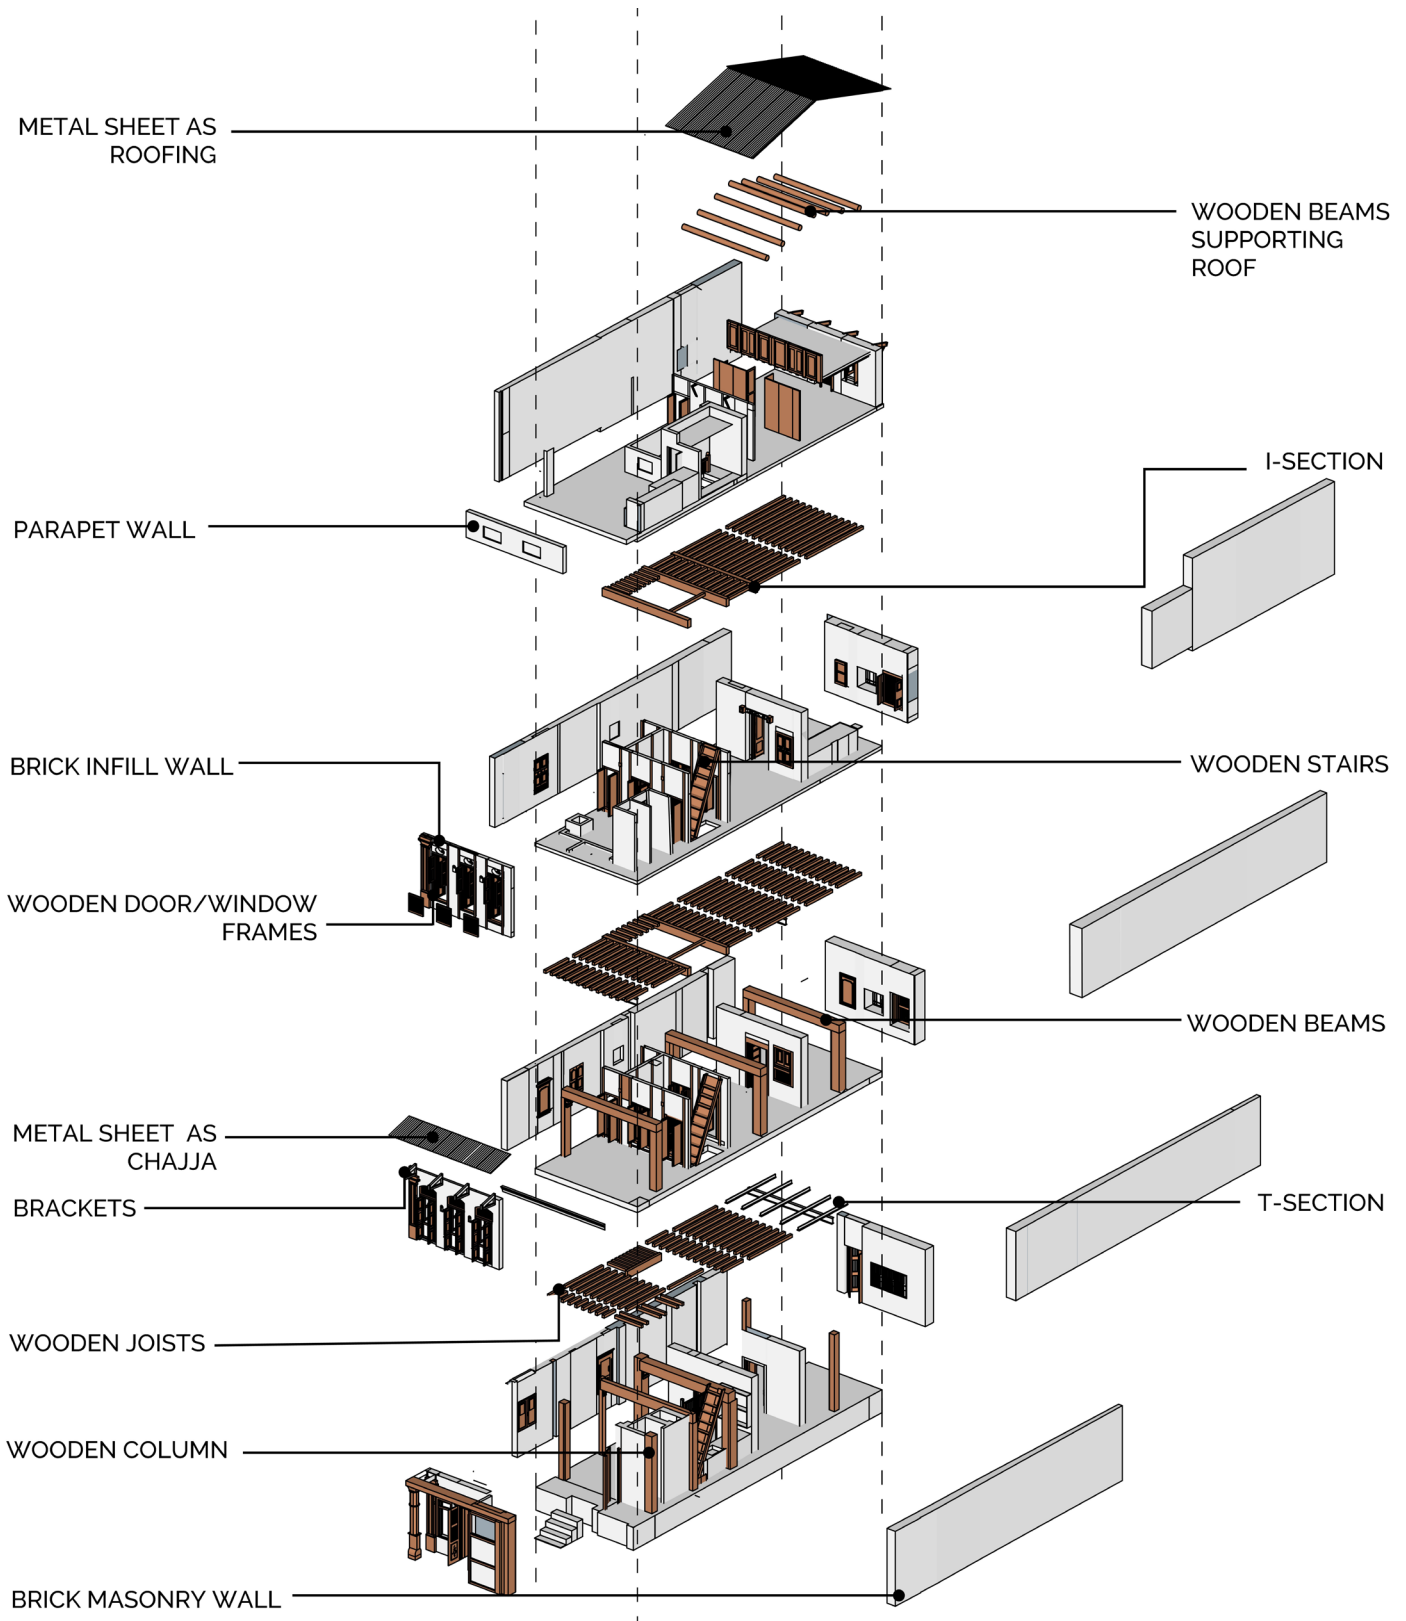 METAL SHEET AS
ROOFING
WOODEN BEAMS
SUPPORTING
ROOF
I-SECTION
PARAPET WALL
BRICK INFILL WALL
WOODEN STAIRS
WOODEN DOOR/WINDOW
FRAMES
WOODEN BEAMS
METAL SHEET AS
CHAJJA
BRACKETS
T-SECTION
WOODEN JOISTS
WOODEN COLUMN
BRICK MASONRY WALL